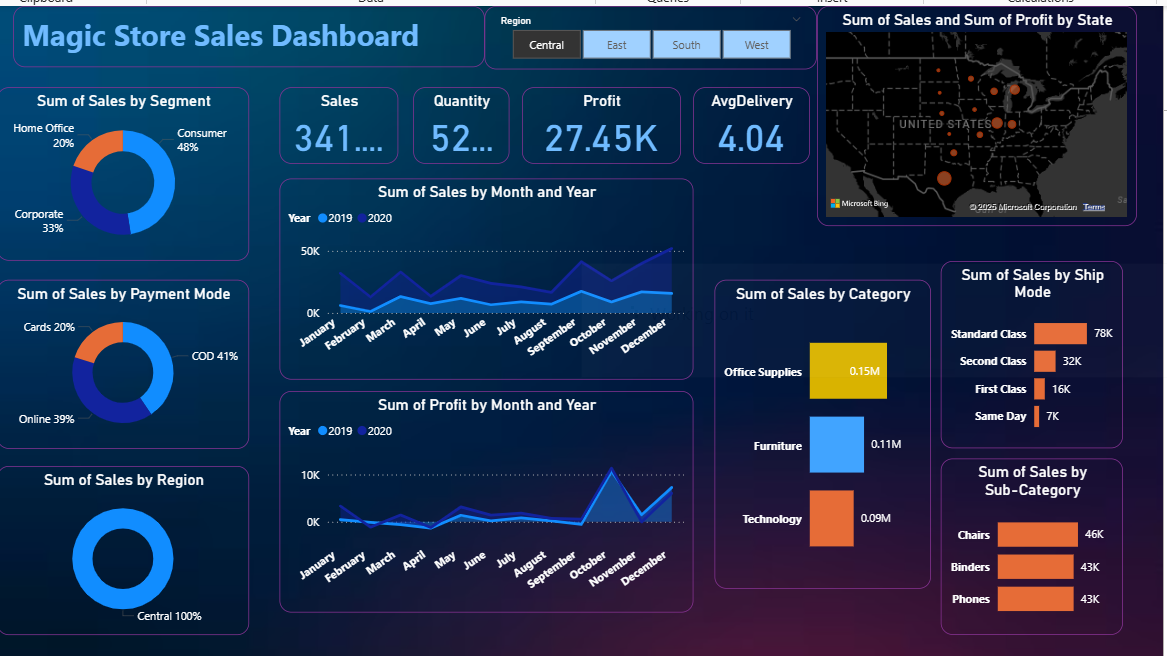 Data
Magic Store Sales Dashboard
Region
Central
East
South
West
Sum of Sales and Sum of Profit by State
UNITED STATES
Microsoft Bing
© 2025 Microsoft Corporation Terms
Sum of Sales by Segment
Home Office
20%
Consumer
48%
Corporate
33%
Sales
341....
Quantity
52...
Profit
27.45K
AvgDelivery
4.04
Sum of Sales by Month and Year
Year 2019 2020
50K
0K
January
February
March
April
May
June
July
August
September
October
November
December
Sum of Sales by Payment Mode
Cards 20%
COD 41%
Online 39%
Sum of Profit by Month and Year
Year 2019 2020
10K
0K
January
February
March
April
May
June
July
August
September
October
November
December
Sum of Sales by Region
Central 100%
Sum of Sales by Category
Office Supplies 0.15M
Furniture 0.11M
Technology 0.09M
Sum of Sales by Ship
Mode
Standard Class 78K
Second Class 32K
First Class 16K
Same Day 7K
Sum of Sales by
Sub-Category
Chairs 46K
Binders 43K
Phones 43K